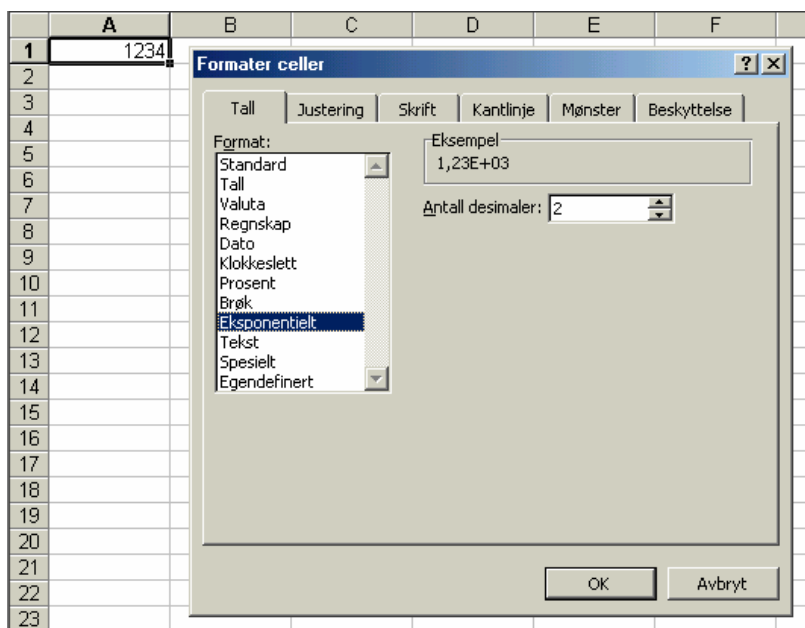 A B C D E F
1 1234
2
3
4
5
6
7
8
9
10
11
12
13
14
15
16
17
18
19
20
21
22
23
Formater celler
Tall Justering Skrift Kantlinje Mønster Beskyttelse
Format:
Standard
Tall
Valuta
Regnskap
Dato
Klokkeslett
Prosent
Brøk
Eksponentielt
Tekst
Spesielt
Egendefinert
Eksempel
1,23E+03
Antall desimaler: 2
OK Avbryt